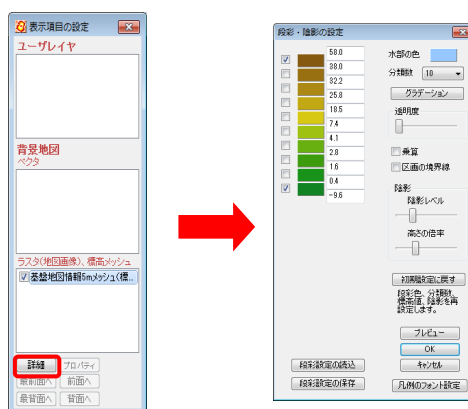 表示項目の設定
ユーザレイヤ
背景地図
ベクタ
ラスタ(地図画像)、標高メッシュ
基盤地図情報5mメッシュ(標...
詳細
プロパティ
最前面へ
前面へ
最背面へ
背面へ
段彩・陰影の設定
58.0
38.0
32.2
25.8
18.5
7.4
4.1
2.8
1.6
0.4
-9.6
段彩設定の読込
段彩設定の保存
水部の色
分類数 10
グラデーション
透明度
乗算
区画の境界線
陰影
陰影レベル
高さの倍率
初期設定に戻す
段彩色、分類数、
標高値、陰影を再
設定します。
プレビュー
OK
キャンセル
凡例のフォント設定